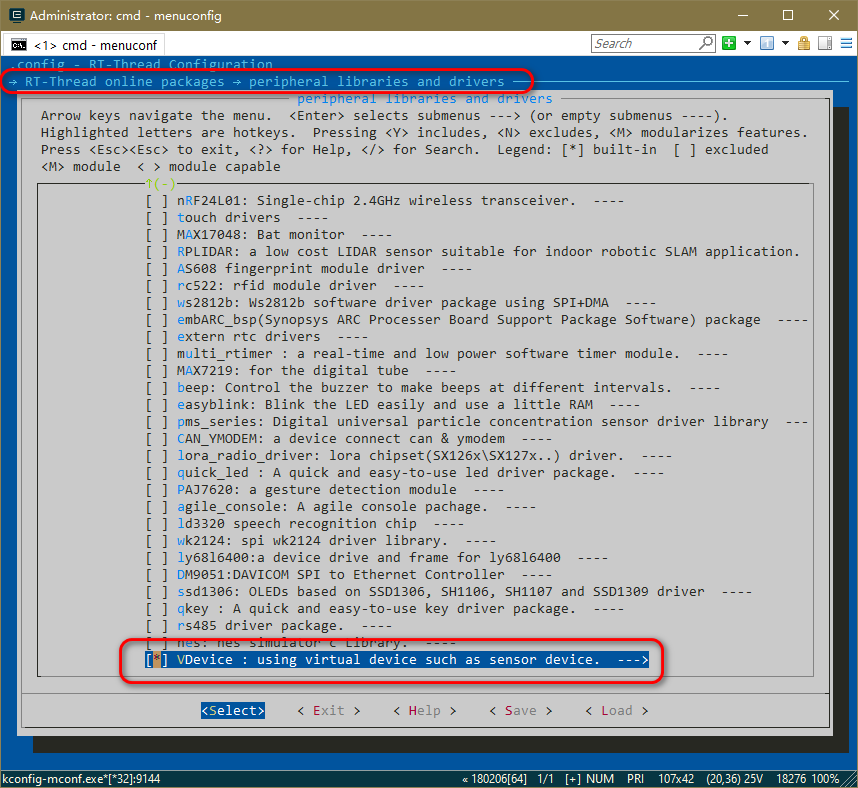 Administrator: cmd - menuconfig
<1> cmd - menuconf
Search
.config - RT-Thread Configuration
→ RT-Thread online packages → peripheral libraries and drivers
peripheral libraries and drivers
Arrow keys navigate the menu.  <Enter> selects submenus ---> (or empty submenus ----).
Highlighted letters are hotkeys.  Pressing <Y> includes, <N> excludes, <M> modularizes features.
Press <Esc><Esc> to exit, <?> for Help, </> for Search.  Legend: [*] built-in  [ ] excluded
<M> module  < > module capable
↑(-)
[ ] nRF24L01: Single-chip 2.4GHz wireless transceiver.  ----
[ ] touch drivers  ----
[ ] MAX17048: Bat monitor  ----
[ ] RPLIDAR: a low cost LIDAR sensor suitable for indoor robotic SLAM application.
[ ] AS608 fingerprint module driver  ----
[ ] rc522: rfid module driver  ----
[ ] ws2812b: Ws2812b software driver package using SPI+DMA  ----
[ ] embARC_bsp(Synopsys ARC Processer Board Support Package Software) package  ----
[ ] extern rtc drivers  ----
[ ] multi_rtimer : a real-time and low power software timer module.  ----
[ ] MAX7219: for the digital tube  ----
[ ] beep: Control the buzzer to make beeps at different intervals.  ----
[ ] easyblink: Blink the LED easily and use a little RAM  ----
[ ] pms_series: Digital universal particle concentration sensor driver library  ---
[ ] CAN_YMODEM: a device connect can & ymodem  ----
[ ] lora_radio_driver: lora chipset(SX126x\SX127x..) driver.  ----
[ ] quick_led : A quick and easy-to-use led driver package.  ----
[ ] PAJ7620: a gesture detection module  ----
[ ] agile_console: A agile console pachage.  ----
[ ] ld3320 speech recognition chip  ----
[ ] wk2124: spi wk2124 driver library.  ----
[ ] ly68l6400:a device drive and frame for ly68l6400  ----
[ ] DM9051:DAVICOM SPI to Ethernet Controller  ----
[ ] ssd1306: OLEDs based on SSD1306, SH1106, SH1107 and SSD1309 driver  ----
[ ] qkey : A quick and easy-to-use key driver package.  ----
[ ] rs485 driver package.  ----
[ ] nes: nes simulator c library.  ----
[*] VDevice : using virtual device such as sensor device.  --->
<Select>    < Exit >    < Help >    < Save >    < Load >
kconfig-mconf.exe*[*32]:9144    « 180206[64]  1/1  [+] NUM  PRI  107x42  (20,36) 25V  18276 100%